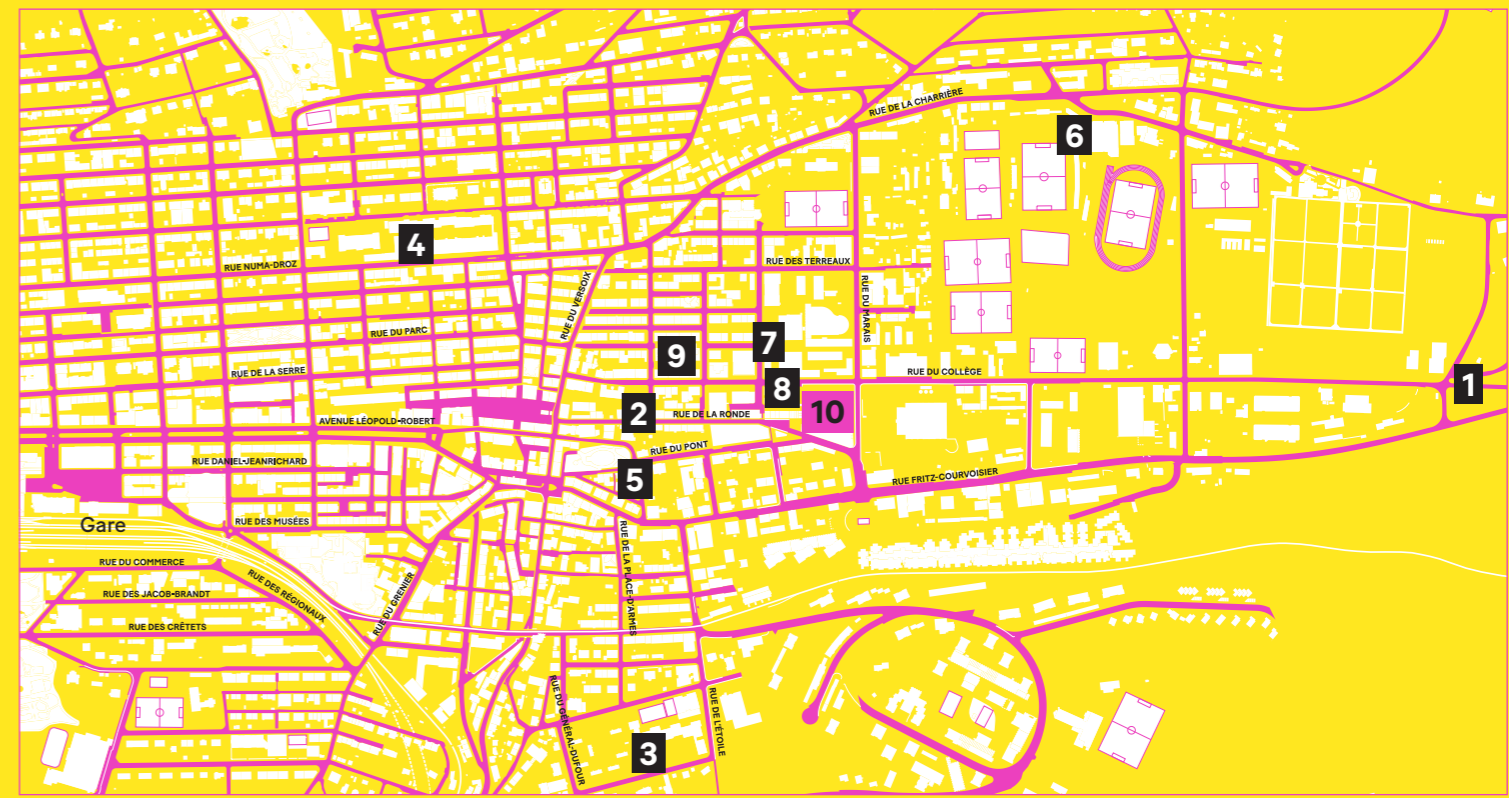 RUE DE LA CHARRIÈRE
6
4
RUE NUMA-DROZ
RUE DES TERREAUX
RUE DU VERSOIX
RUE DU MARAIS
RUE DU PARC
7
9
RUE DE LA SERRE
RUE DU COLLÈGE
8
1
2
RUE DE LA RONDE
10
AVENUE LÉOPOLD-ROBERT
RUE DU PONT
RUE DANIEL-JEANRICHARD
5
RUE FRITZ-COURVOISIER
Gare
RUE DES MUSÉES
RUE DE LA PLACE-D'ARMES
RUE DU COMMERCE
RUE DES RÉGIONAUX
RUE DU GRENIER
RUE DES JACOB-BRANDT
RUE DES CRÊTETS
RUE DU GÉNÉRAL-DUFOUR
RUE DE L'ÉTOILE
3